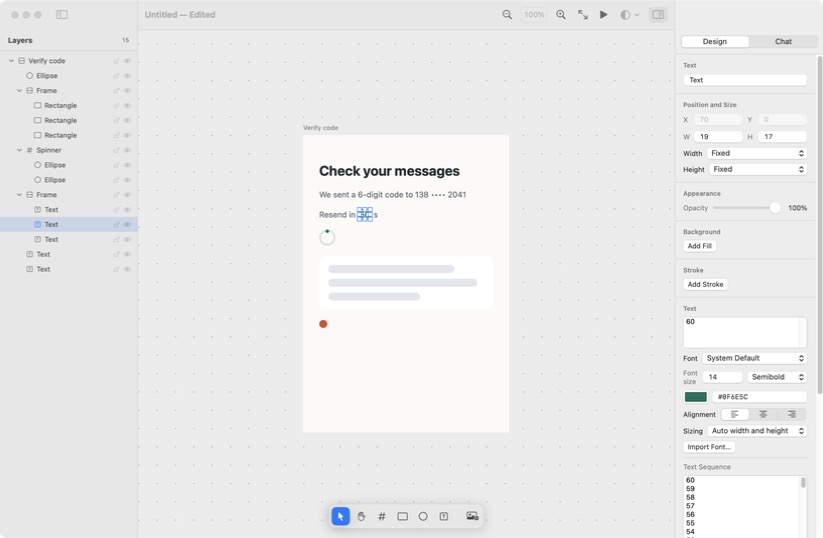 Untitled — Edited
100%
Layers
15
Verify code
Ellipse
Frame
Rectangle
Rectangle
Rectangle
Spinner
Ellipse
Ellipse
Frame
Text
Text
Text
Text
Text
Verify code
Check your messages
We sent a 6-digit code to 138 •••• 2041
Resend in
s
Design
Chat
Text
Text
Position and Size
X 70 Y 0
W 19 H 17
Width Fixed
Height Fixed
Appearance
Opacity 100%
Background
Add Fill
Stroke
Add Stroke
Text
60
Font System Default
Font size 14 Semibold
#0F6E5C
Alignment
Sizing Auto width and height
Import Font...
Text Sequence
60
59
58
57
56
55
54